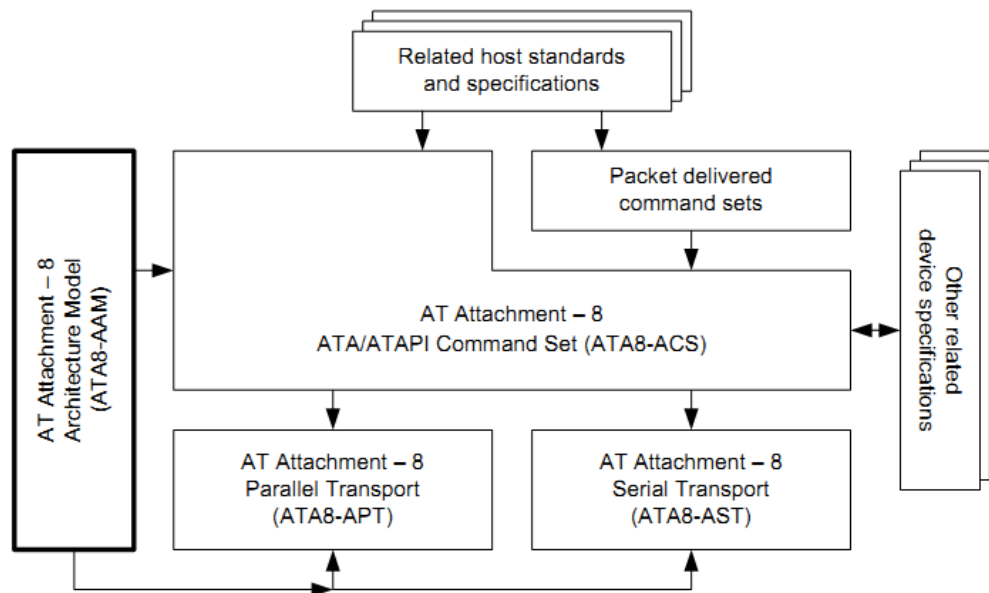 Related host standards
and specifications
Packet delivered
command sets
AT Attachment – 8
Architecture Model
(ATA8-AAM)
AT Attachment – 8
ATA/ATAPI Command Set (ATA8-ACS)
Other related
device specifications
AT Attachment – 8
Parallel Transport
(ATA8-APT)
AT Attachment – 8
Serial Transport
(ATA8-AST)